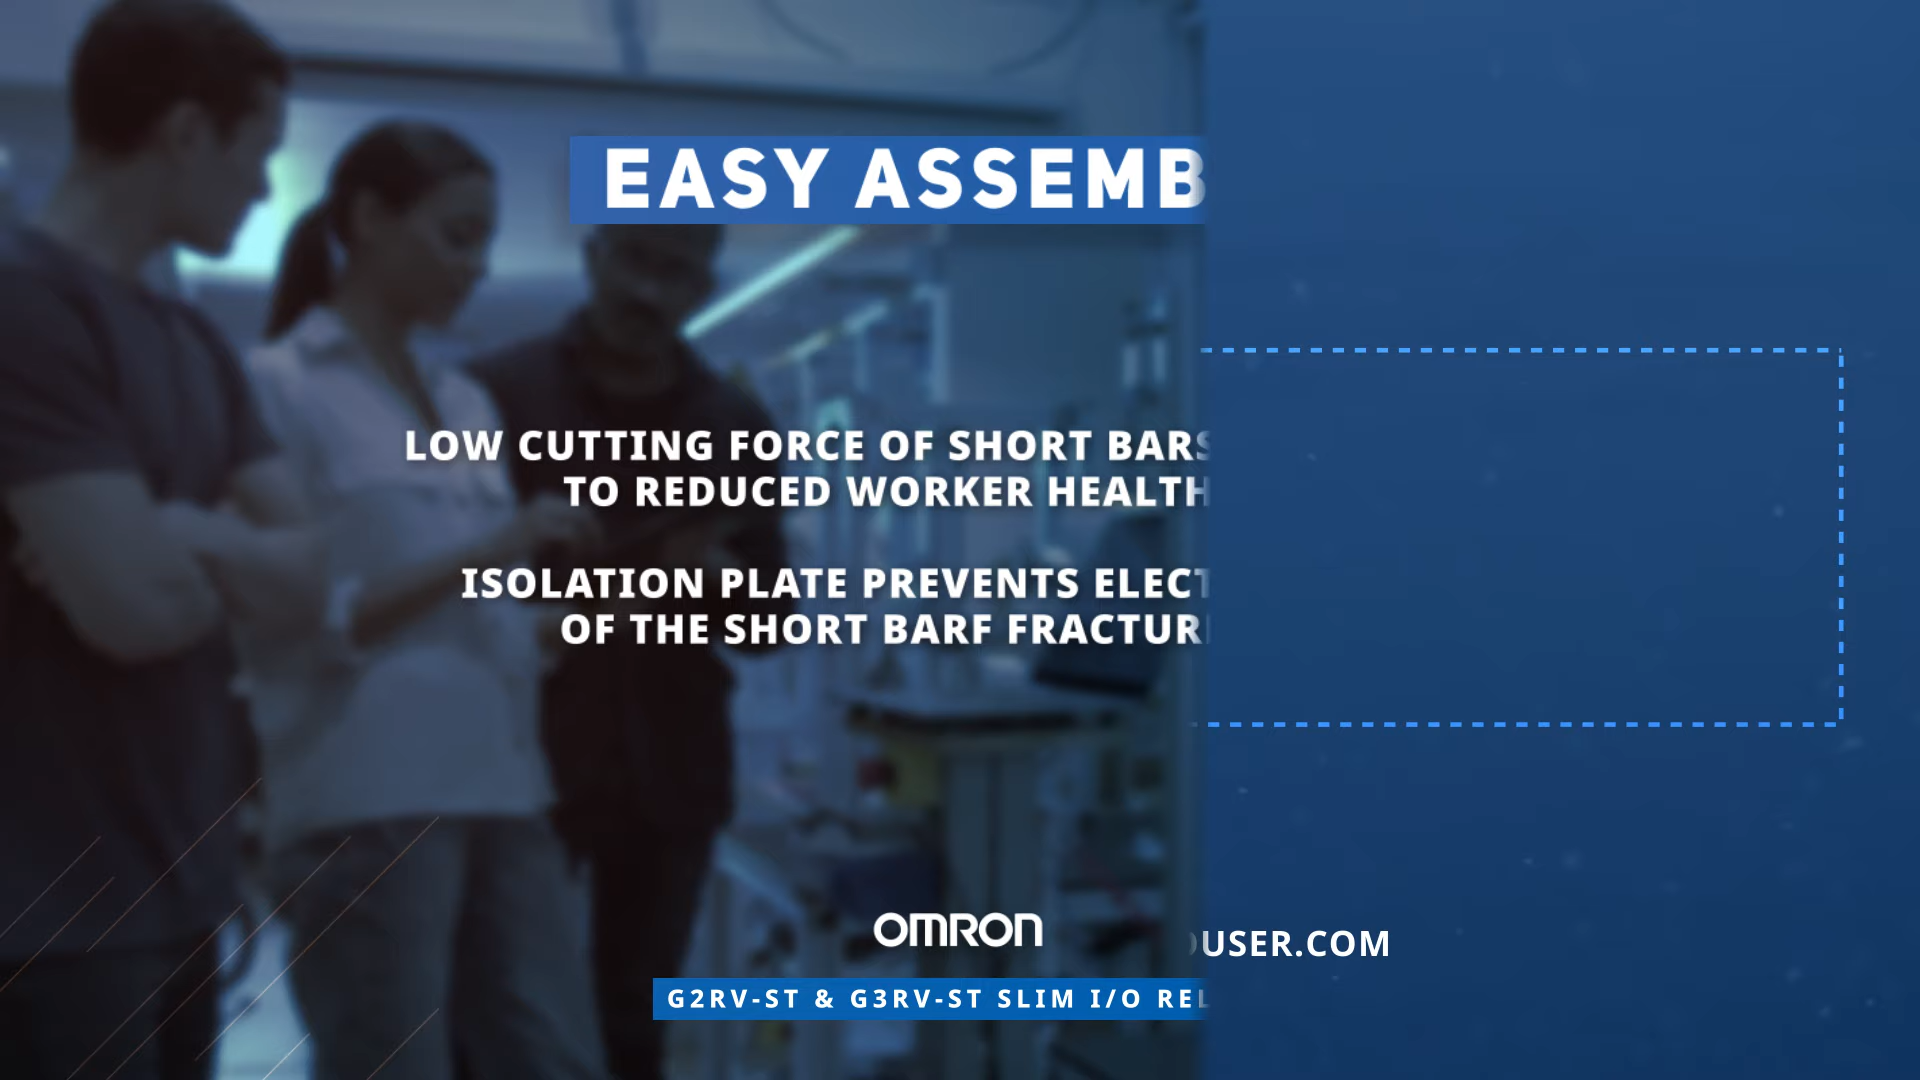 EASY ASSEMB
LOW CUTTING FORCE OF SHORT BARS
TO REDUCED WORKER HEALTH
ISOLATION PLATE PREVENTS ELECT
OF THE SHORT BARF FRACTUR
OMRON
OUSER.COM
G2RV-ST & G3RV-ST SLIM I/O REL